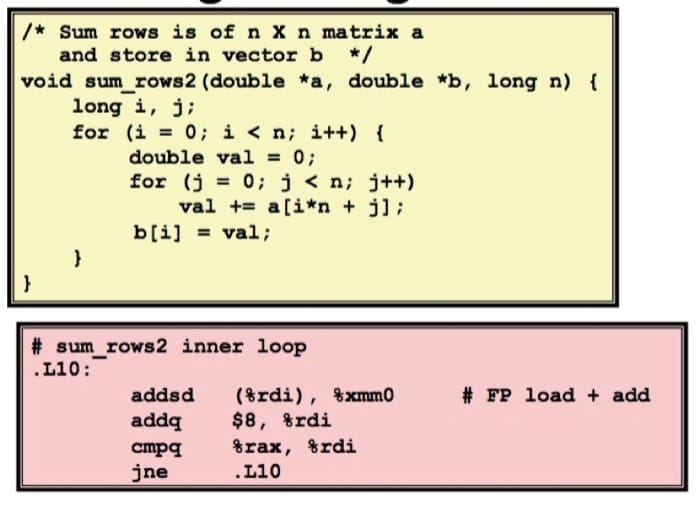 /* Sum rows is of n X n matrix a
and store in vector b */
void sum_rows2(double *a, double *b, long n) {
long i, j;
for (i = 0; i < n; i++) {
double val = 0;
for (j = 0; j < n; j++)
val += a[i*n + j];
b[i] = val;
}
}
# sum_rows2 inner loop
.L10:
addsd (%rdi), %xmm0 # FP load + add
addq $8, %rdi
cmpq %rax, %rdi
jne .L10